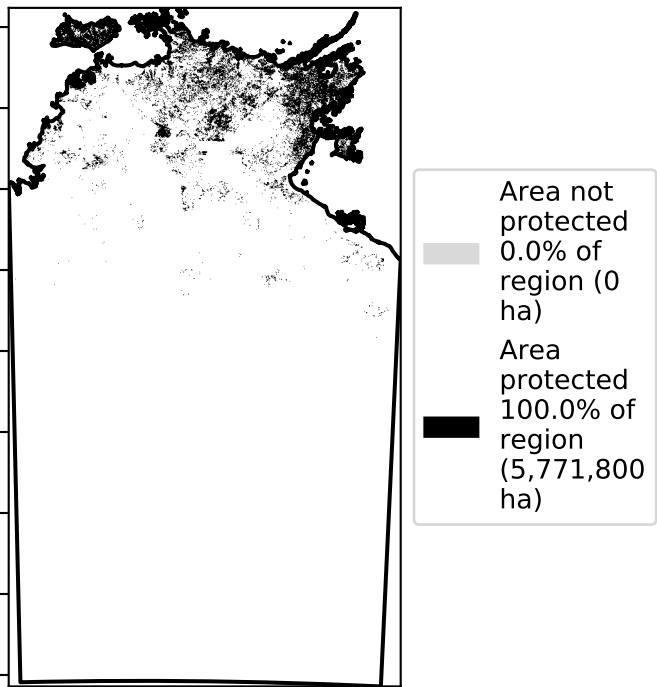 Area not
protected
0.0% of
region (0
ha)
Area
protected
100.0% of
region
(5,771,800
ha)